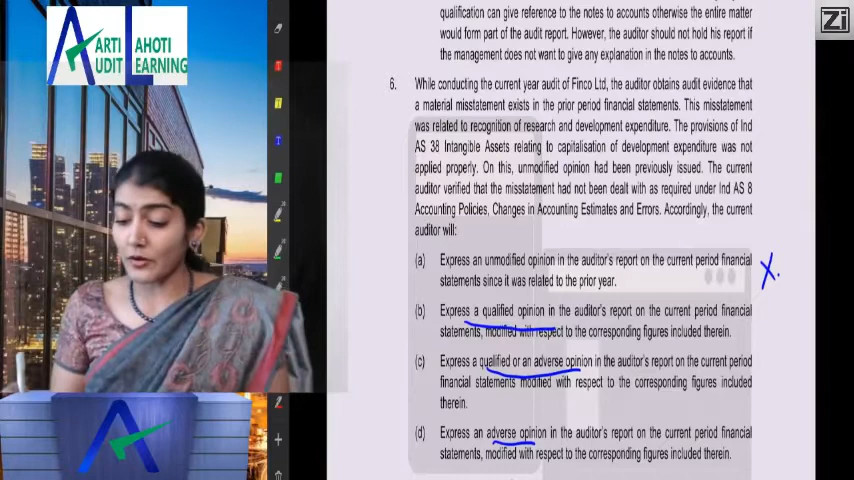 ARTI LAHOTI
AUDIT LEARNING
Zi
T
qualification can give reference to the notes to accounts otherwise the entire matter
would form part of the audit report. However, the auditor should not hold his report if
the management does not want to give any explanation in the notes to accounts.
6. While conducting the current year audit of Finco Ltd, the auditor obtains audit evidence that
a material misstatement exists in the prior period financial statements. This misstatement
was related to recognition of research and development expenditure. The provisions of Ind
AS 38 Intangible Assets relating to capitalisation of development expenditure was not
applied properly. On this, unmodified opinion had been previously issued. The current
auditor verified that the misstatement had not been dealt with as required under Ind AS 8
Accounting Policies, Changes in Accounting Estimates and Errors. Accordingly, the current
auditor will:
(a) Express an unmodified opinion in the auditor's report on the current period financial
statements since it was related to the prior year.
X.
(b) Express a qualified opinion in the auditor's report on the current period financial
statements, modified with respect to the corresponding figures included therein.
(c) Express a qualified or an adverse opinion in the auditor's report on the current period
financial statements modified with respect to the corresponding figures included
therein.
(d) Express an adverse opinion in the auditor's report on the current period financial
statements, modified with respect to the corresponding figures included therein.